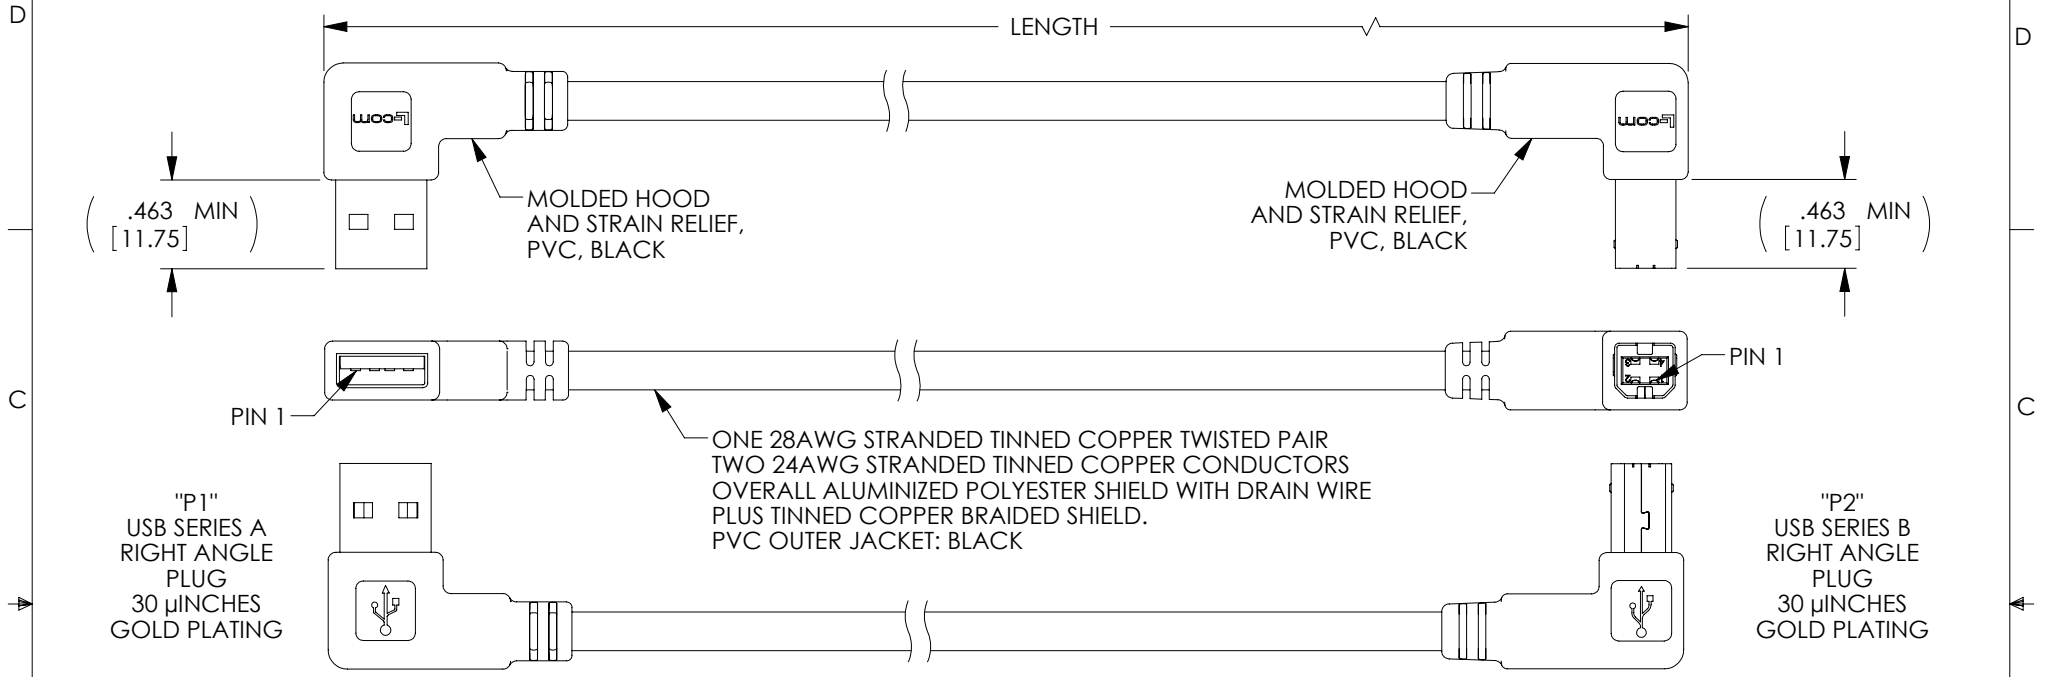 D
LENGTH
D
L-com
L-com
MOLDED HOOD
AND STRAIN RELIEF,
PVC, BLACK
MOLDED HOOD
AND STRAIN RELIEF,
PVC, BLACK
( .463 MIN )
[11.75]
( .463 MIN )
[11.75]
PIN 1
PIN 1
C
C
ONE 28AWG STRANDED TINNED COPPER TWISTED PAIR
TWO 24AWG STRANDED TINNED COPPER CONDUCTORS
OVERALL ALUMINIZED POLYESTER SHIELD WITH DRAIN WIRE
PLUS TINNED COPPER BRAIDED SHIELD.
PVC OUTER JACKET: BLACK
"P1"
USB SERIES A
RIGHT ANGLE
PLUG
30 µINCHES
GOLD PLATING
"P2"
USB SERIES B
RIGHT ANGLE
PLUG
30 µINCHES
GOLD PLATING